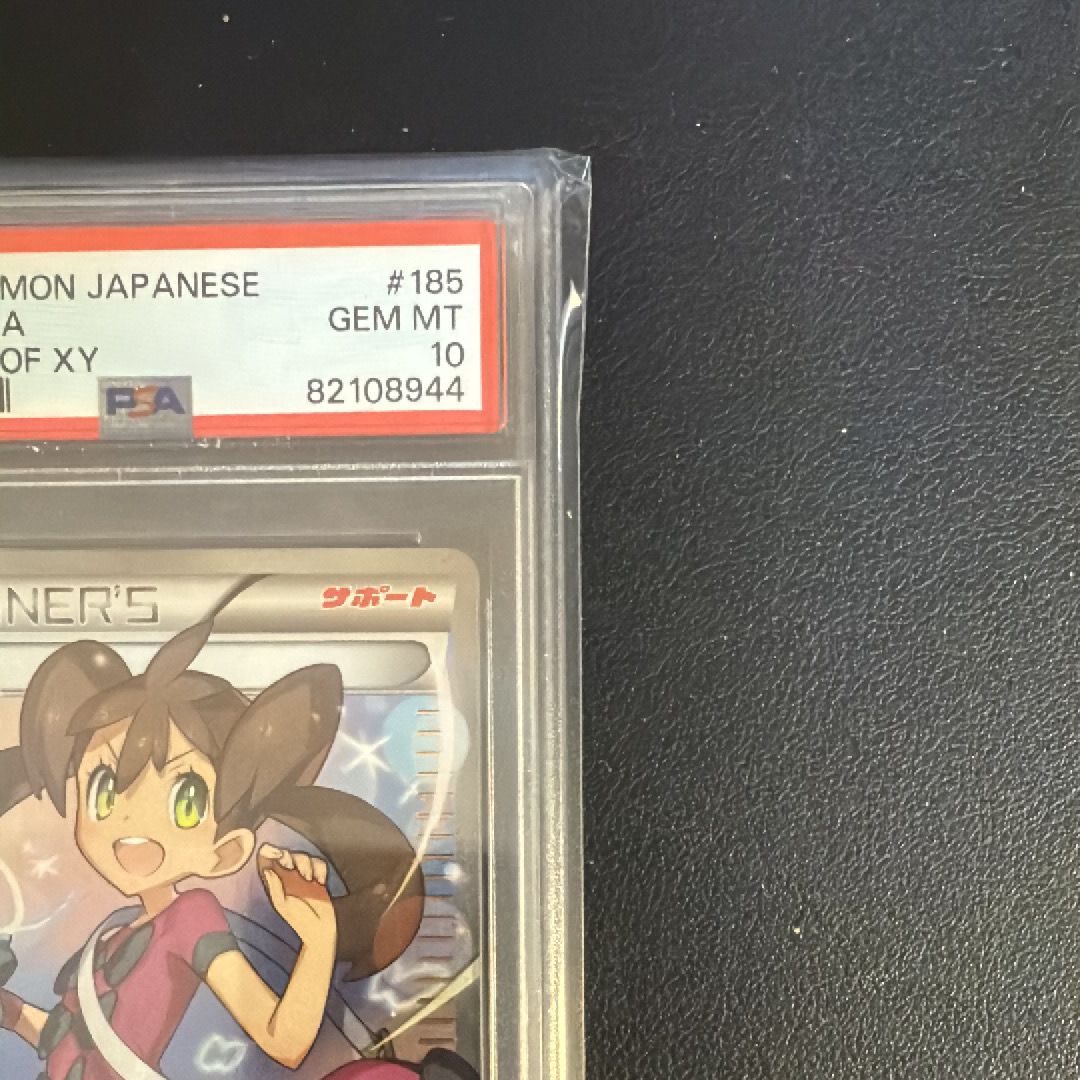 MON JAPANESE #185
A GEM MT
OF XY 10
PSA 82108944
NER'S サポート